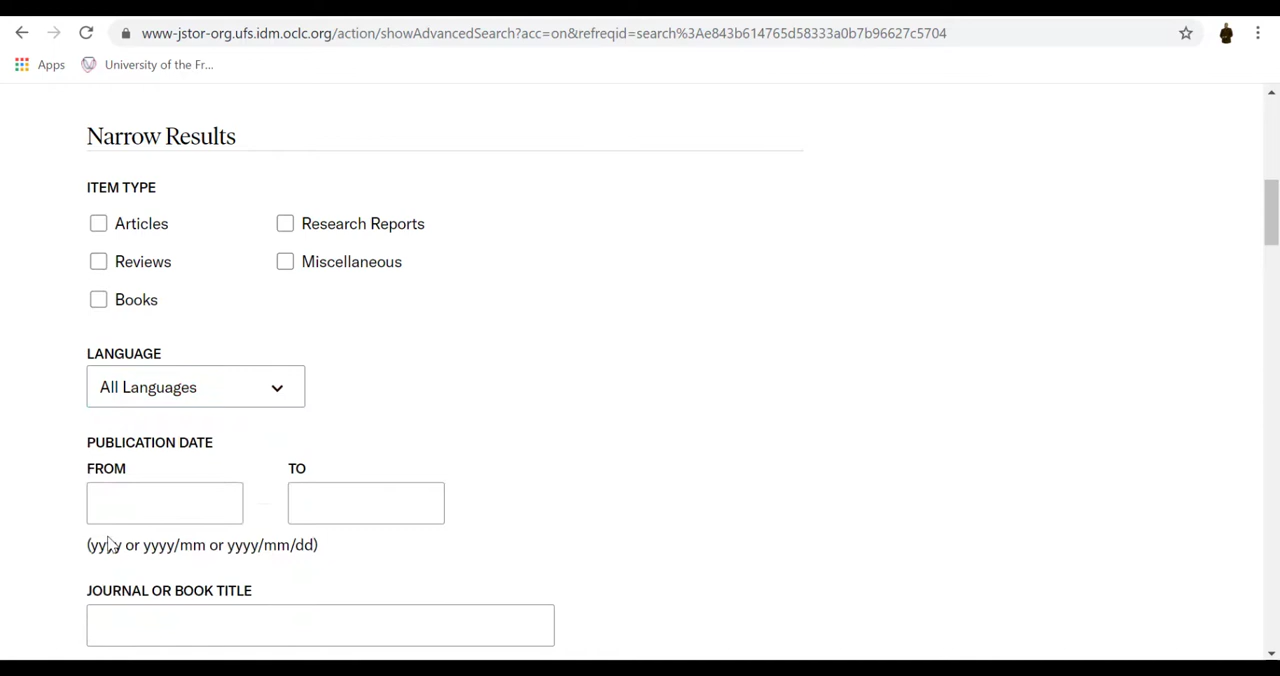 www-jstor-org.ufs.idm.oclc.org/action/showAdvancedSearch?acc=on&refreqid=search%3Ae843b614765d58333a0b7b96627c5704
Apps University of the Fr...
Narrow Results
ITEM TYPE
Articles Research Reports
Reviews Miscellaneous
Books
LANGUAGE
All Languages
PUBLICATION DATE
FROM TO
(yyyy or yyyy/mm or yyyy/mm/dd)
JOURNAL OR BOOK TITLE